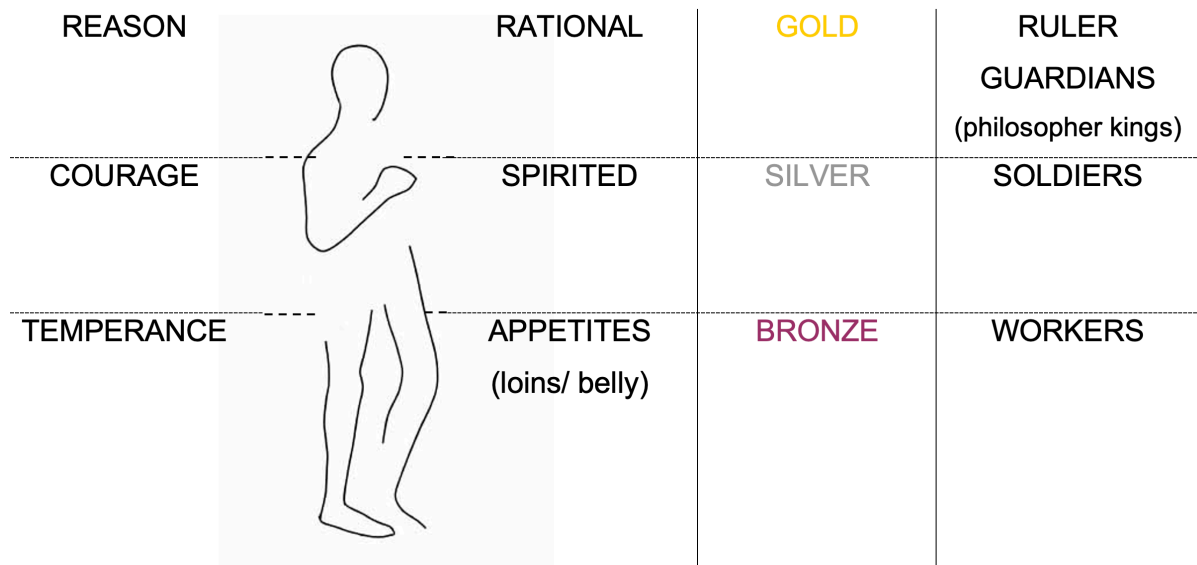 REASON RATIONAL GOLD RULER
GUARDIANS
(philosopher kings)
COURAGE SPIRITED SILVER SOLDIERS
TEMPERANCE APPETITES BRONZE WORKERS
(loins/ belly)